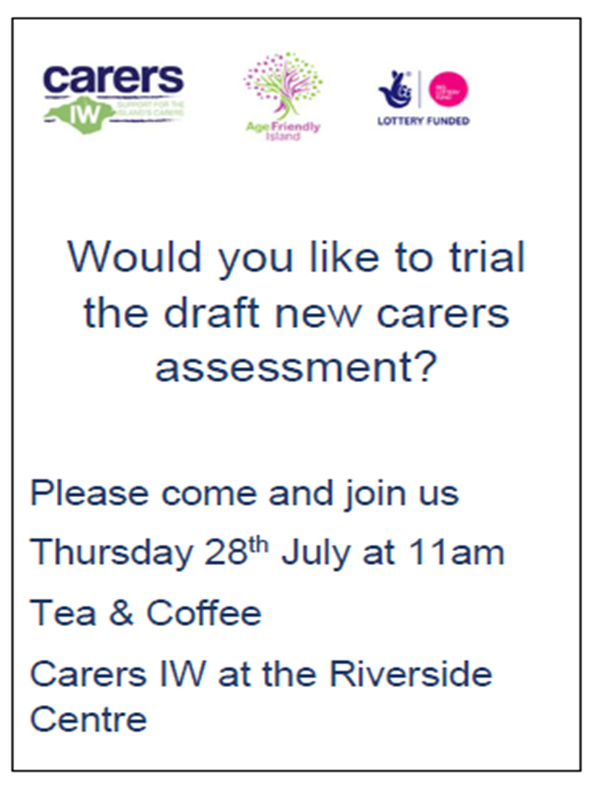 carers
IW
SUPPORT FOR THE
ISLAND'S CARERS
Age Friendly
Island
LOTTERY FUNDED
Would you like to trial
the draft new carers
assessment?
Please come and join us
Thursday 28th July at 11am
Tea & Coffee
Carers IW at the Riverside
Centre